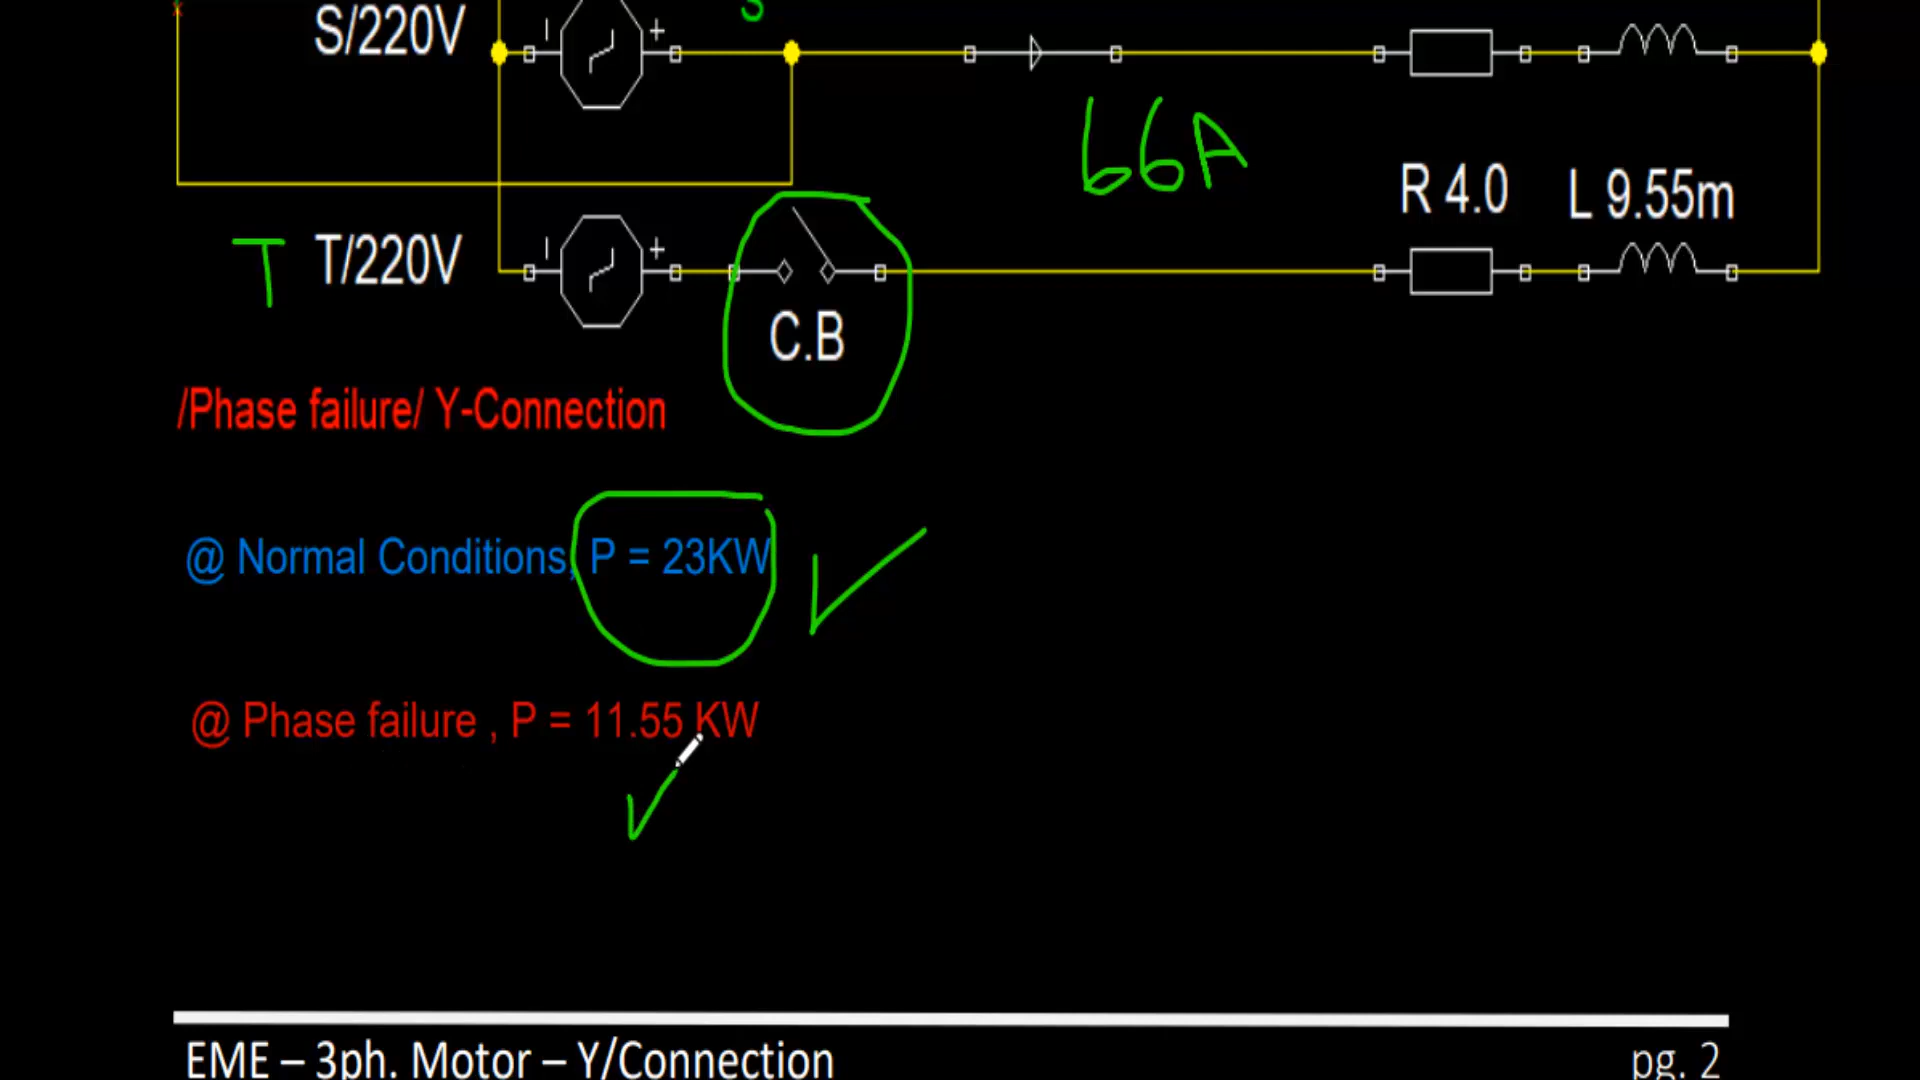 S
S/220V
66A
R 4.0 L 9.55m
T T/220V
C.B
/Phase failure/ Y-Connection
@ Normal Conditions, P = 23KW
@ Phase failure , P = 11.55 KW
EME – 3ph. Motor – Y/Connection pg. 2